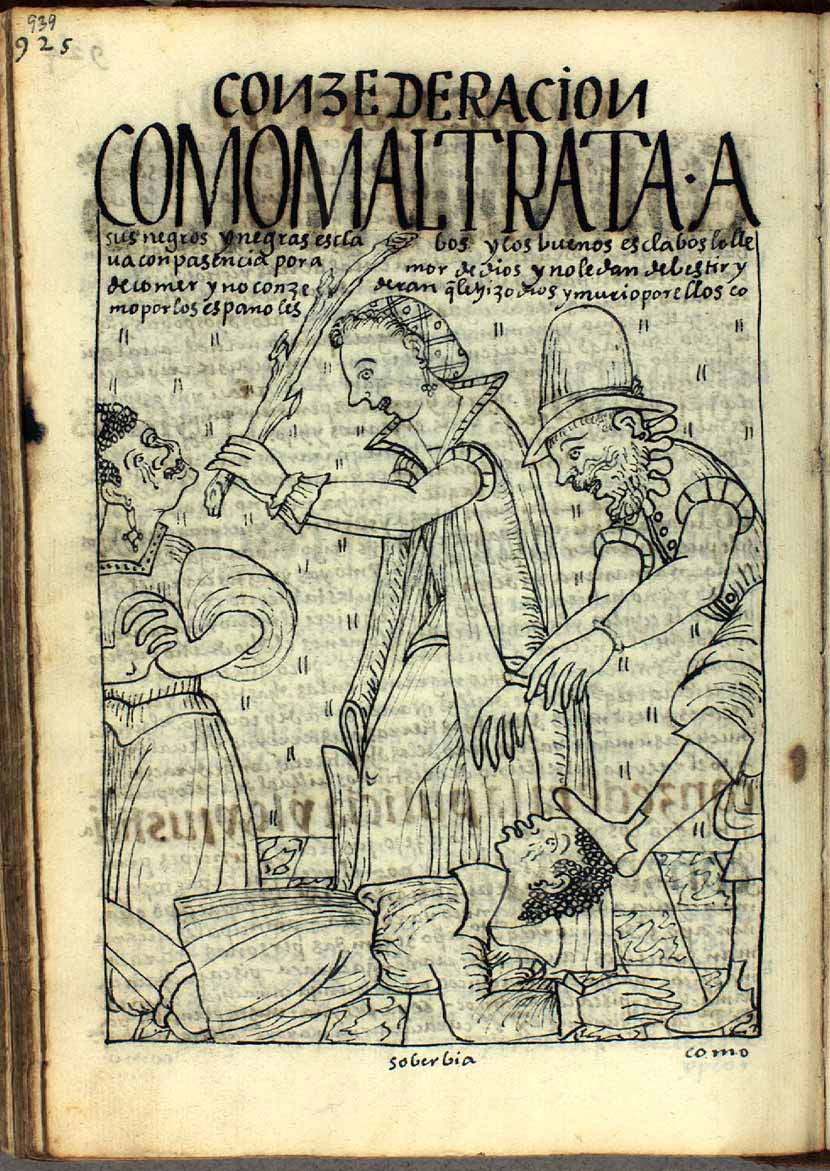 939
925
CONZEDERACION
COMOMALTRATA·A
sus negros y negras escla bos y los buenos esclabos lo lle
ua con pasencia por a mor de dios y no le dan de bestir y
de comer y no conze deran q̃ le hizo dios y murio por ellos co
mo por los espanoles
soberbia
como